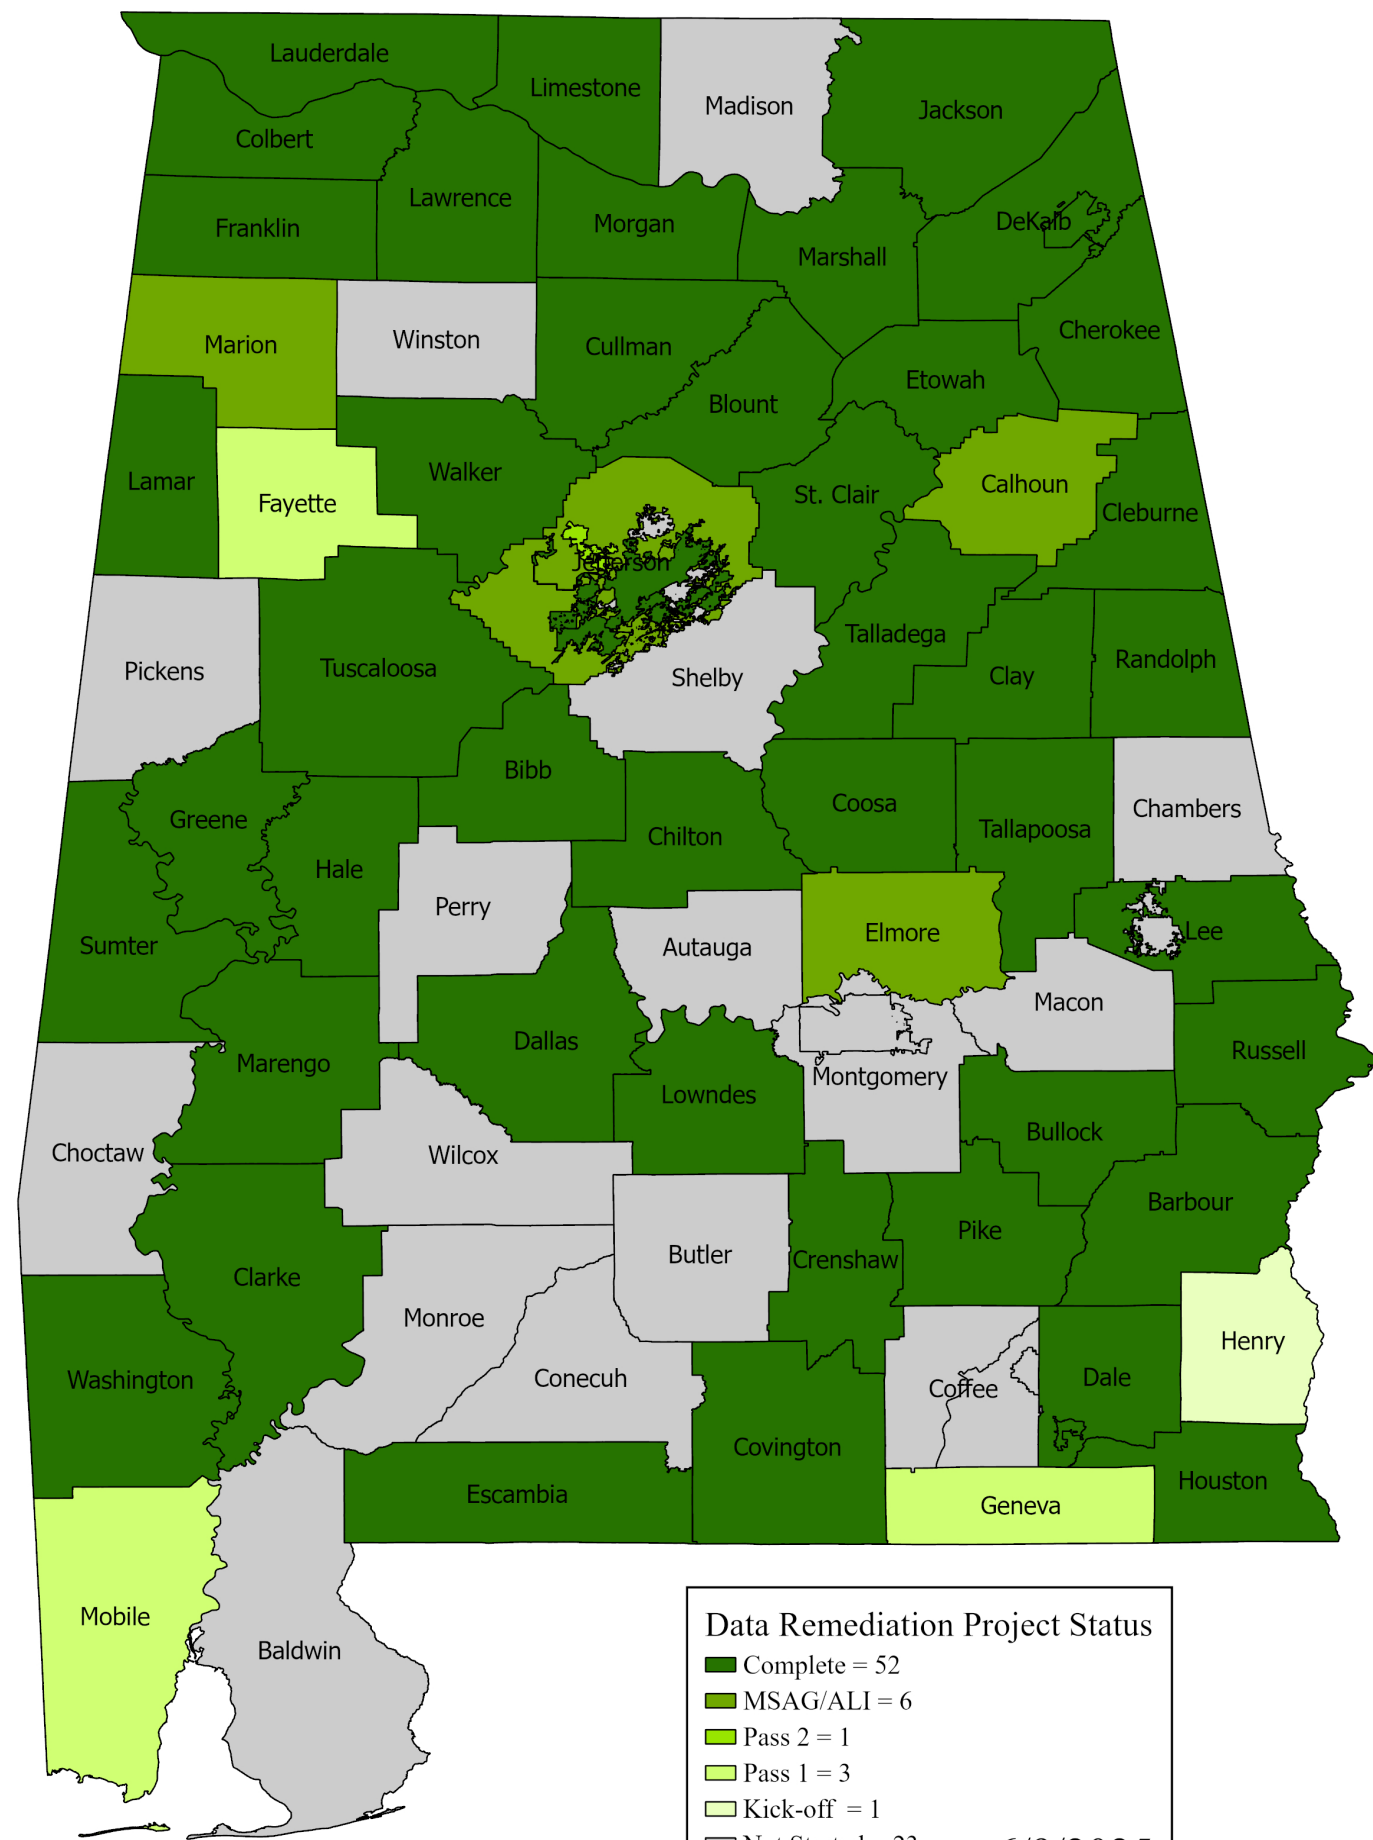 Lauderdale
Limestone
Madison
Jackson
Colbert
Lawrence
Franklin
Morgan
DeKalb
Marshall
Cherokee
Marion
Winston
Cullman
Etowah
Blount
Lamar
Fayette
Walker
St. Clair
Calhoun
Cleburne
Jefferson
Talladega
Pickens
Tuscaloosa
Shelby
Clay
Randolph
Bibb
Coosa
Chambers
Greene
Chilton
Tallapoosa
Hale
Perry
Sumter
Autauga
Elmore
Lee
Macon
Dallas
Marengo
Russell
Montgomery
Lowndes
Choctaw
Wilcox
Bullock
Barbour
Pike
Clarke
Butler
Crenshaw
Monroe
Henry
Washington
Conecuh
Coffee
Dale
Covington
Escambia
Geneva
Houston
Mobile
Baldwin
Data Remediation Project Status
Complete = 52
MSAG/ALI = 6
Pass 2 = 1
Pass 1 = 3
Kick-off = 1